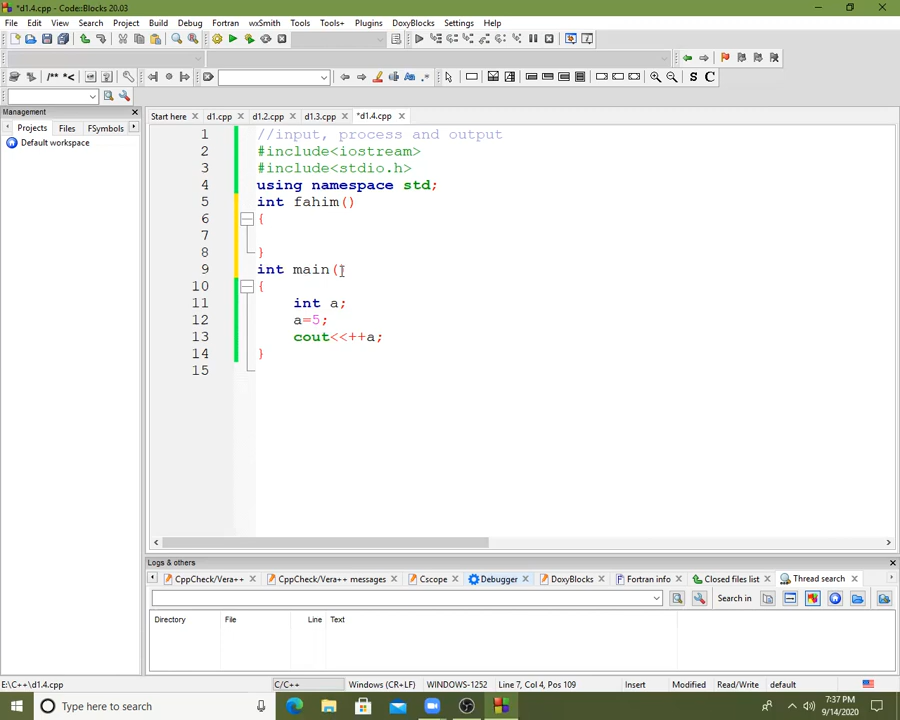 *d1.4.cpp - Code::Blocks 20.03
File Edit View Search Project Build Debug Fortran wxSmith Tools Tools+ Plugins DoxyBlocks Settings Help
/** *< S C
Management
Projects Files FSymbols
Default workspace
Start here d1.cpp d1.2.cpp d1.3.cpp *d1.4.cpp
1 //input, process and output
2 #include<iostream>
3 #include<stdio.h>
4 using namespace std;
5 int fahim()
6 {
7
8 }
9 int main()
10 {
11 int a;
12 a=5;
13 cout<<++a;
14 }
15
Logs & others
CppCheck/Vera++ CppCheck/Vera++ messages Cscope Debugger DoxyBlocks Fortran info Closed files list Thread search
Search in
Directory File Line Text
E:\C++\d1.4.cpp C/C++ Windows (CR+LF) WINDOWS-1252 Line 7, Col 4, Pos 109 Insert Modified Read/Write default
Type here to search
7:37 PM
9/14/2020